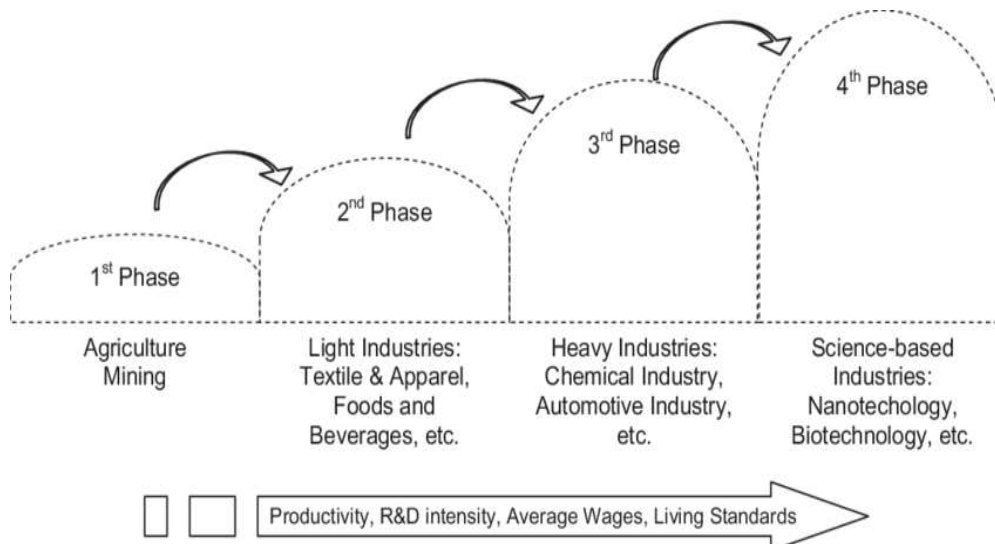 1st Phase
2nd Phase
3rd Phase
4th Phase
Agriculture
Mining
Light Industries:
Textile & Apparel,
Foods and
Beverages, etc.
Heavy Industries:
Chemical Industry,
Automotive Industry,
etc.
Science-based
Industries:
Nanotechology,
Biotechnology, etc.
Productivity, R&D intensity, Average Wages, Living Standards